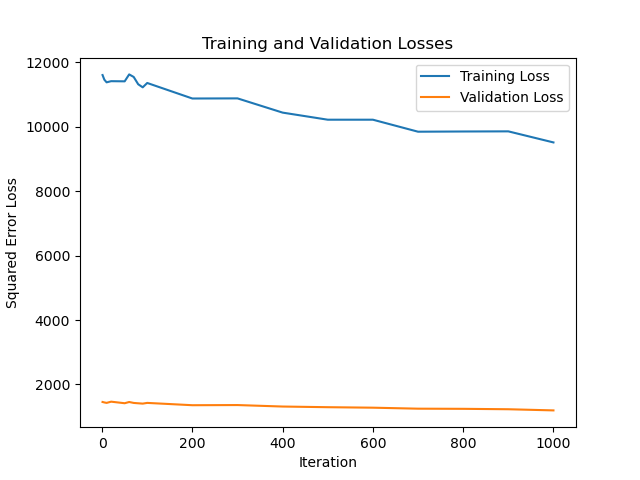 Training and Validation Losses
Training Loss
Validation Loss
12000
10000
8000
6000
4000
2000
Squared Error Loss
0 200 400 600 800 1000
Iteration